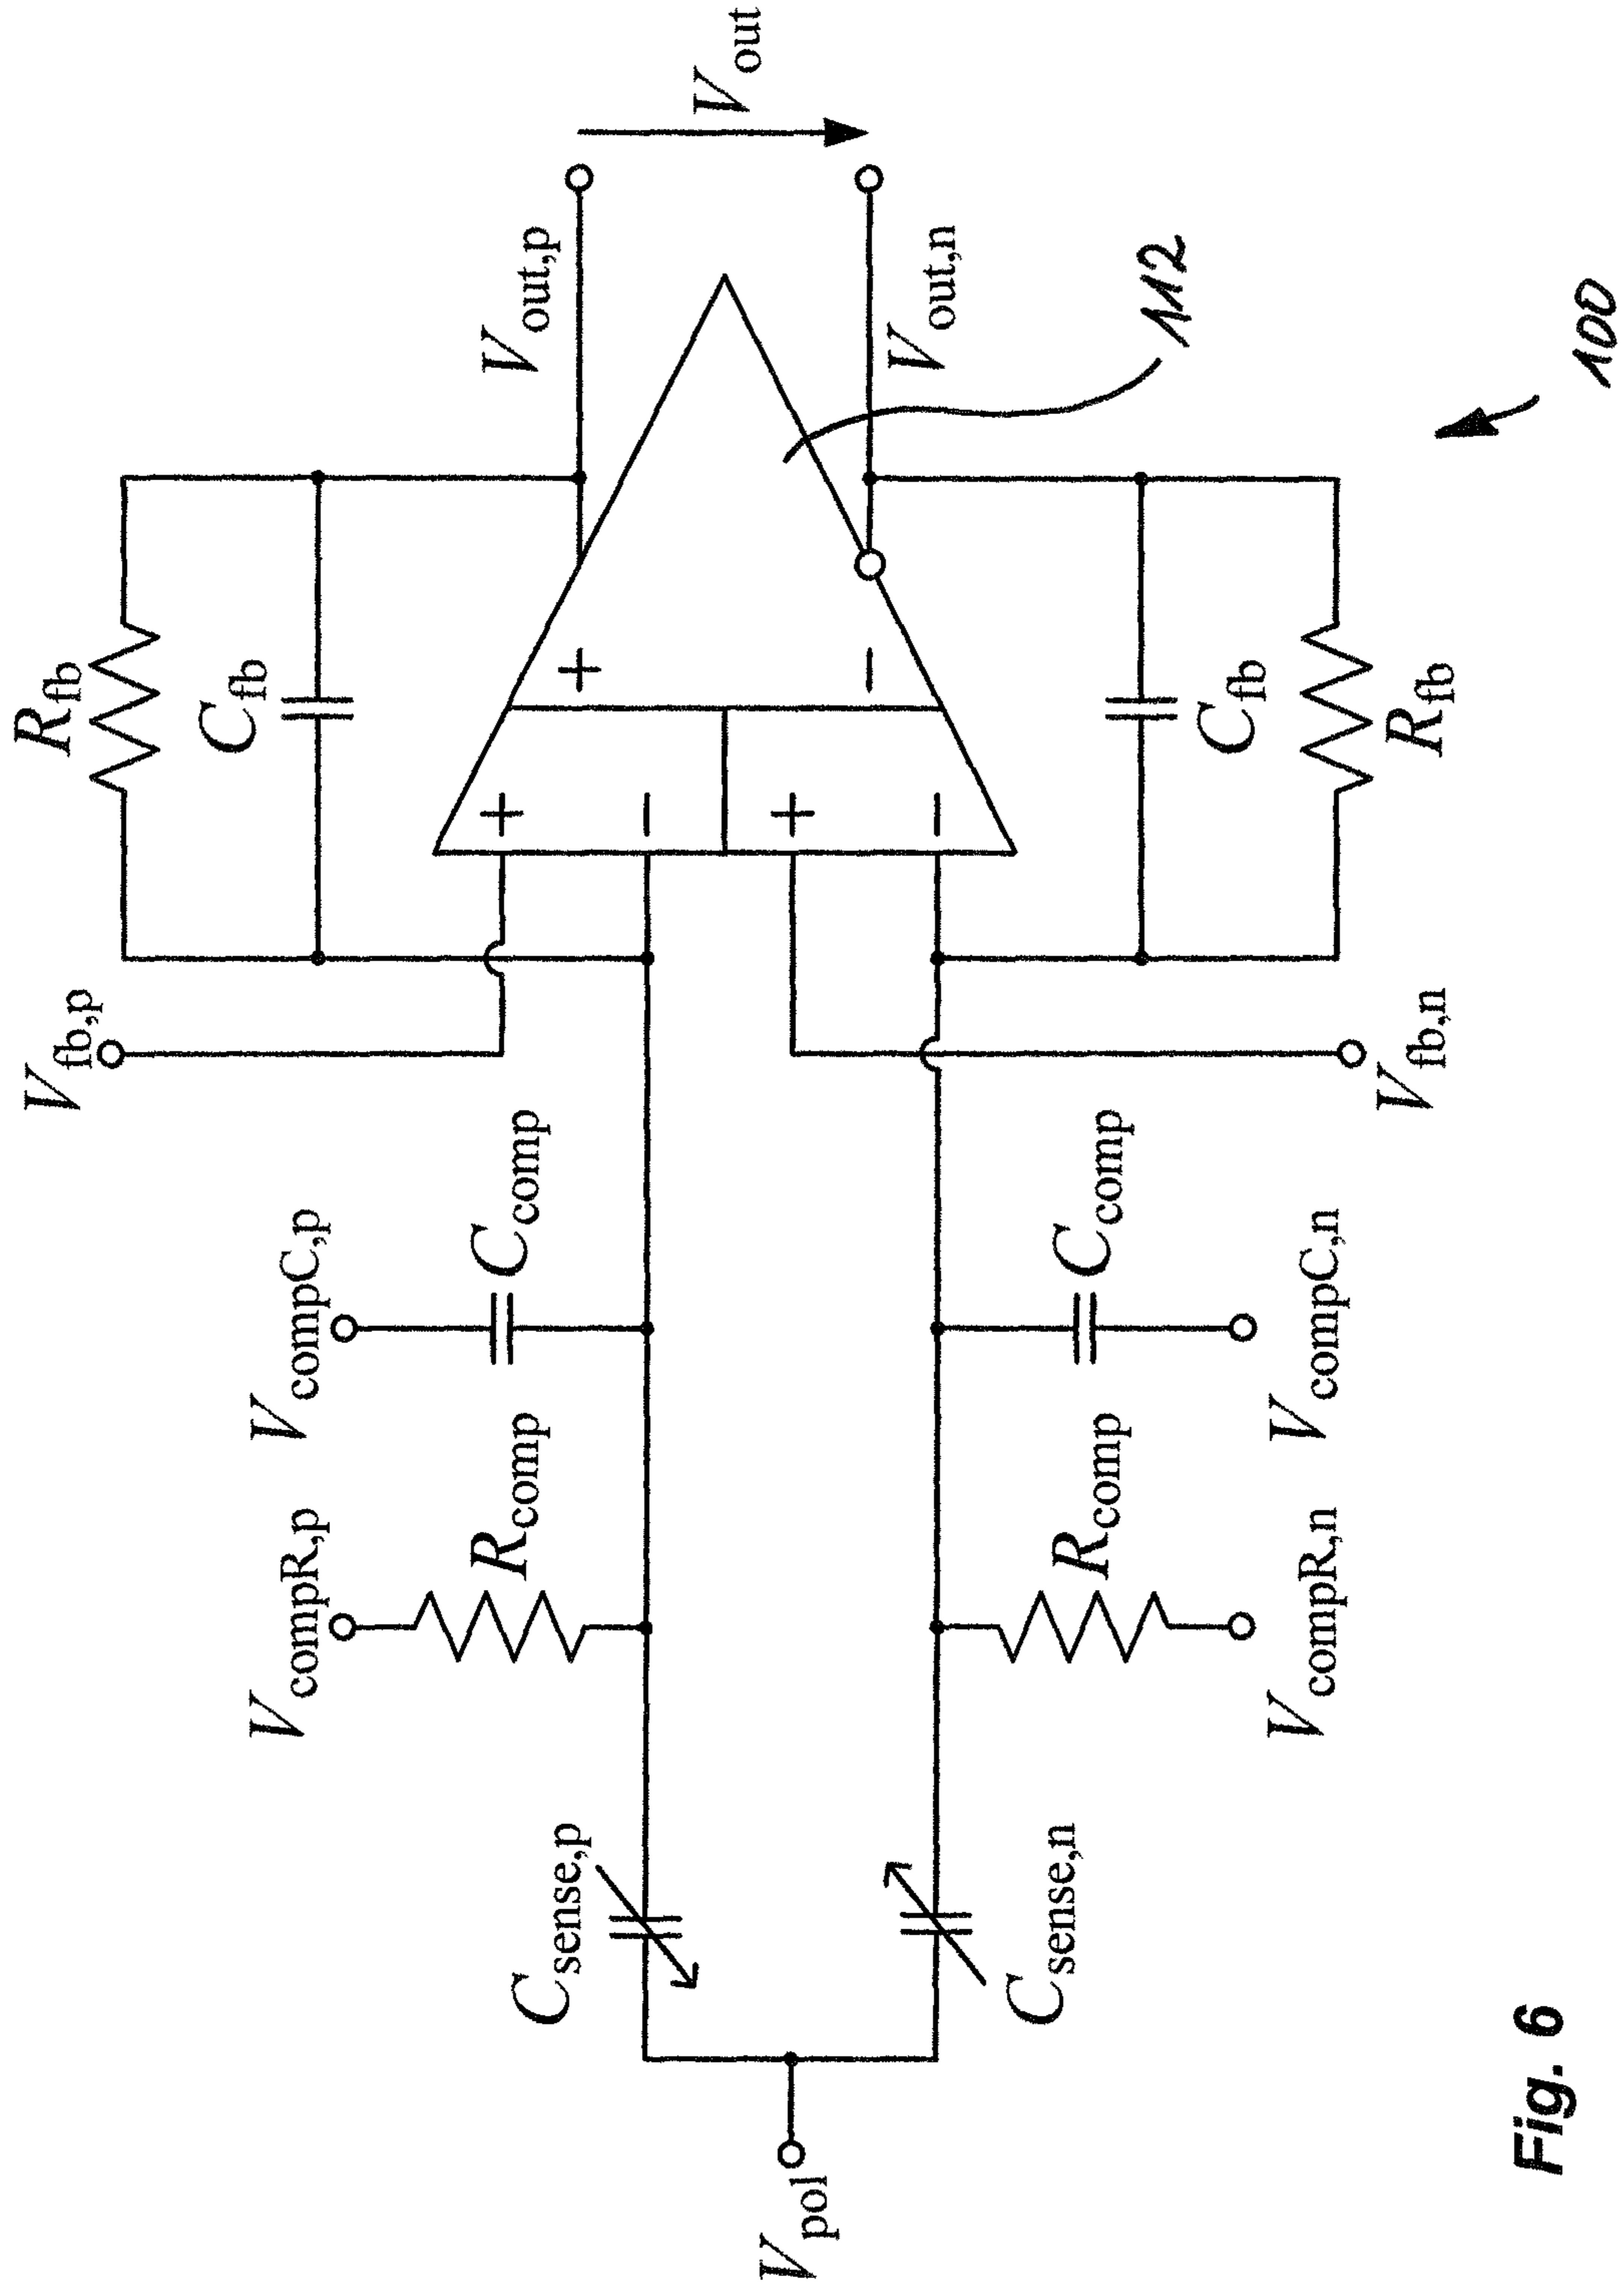 R_fb
C_fb
V_fb,p
V_out,p
V_out
V_compR,p
V_compC,p
R_comp
C_comp
C_sense,p
+
−
+
−
+
−
V_pol
C_sense,n
R_comp
C_comp
V_out,n
V_compR,n
V_compC,n
V_fb,n
C_fb
R_fb
112
100
Fig. 6